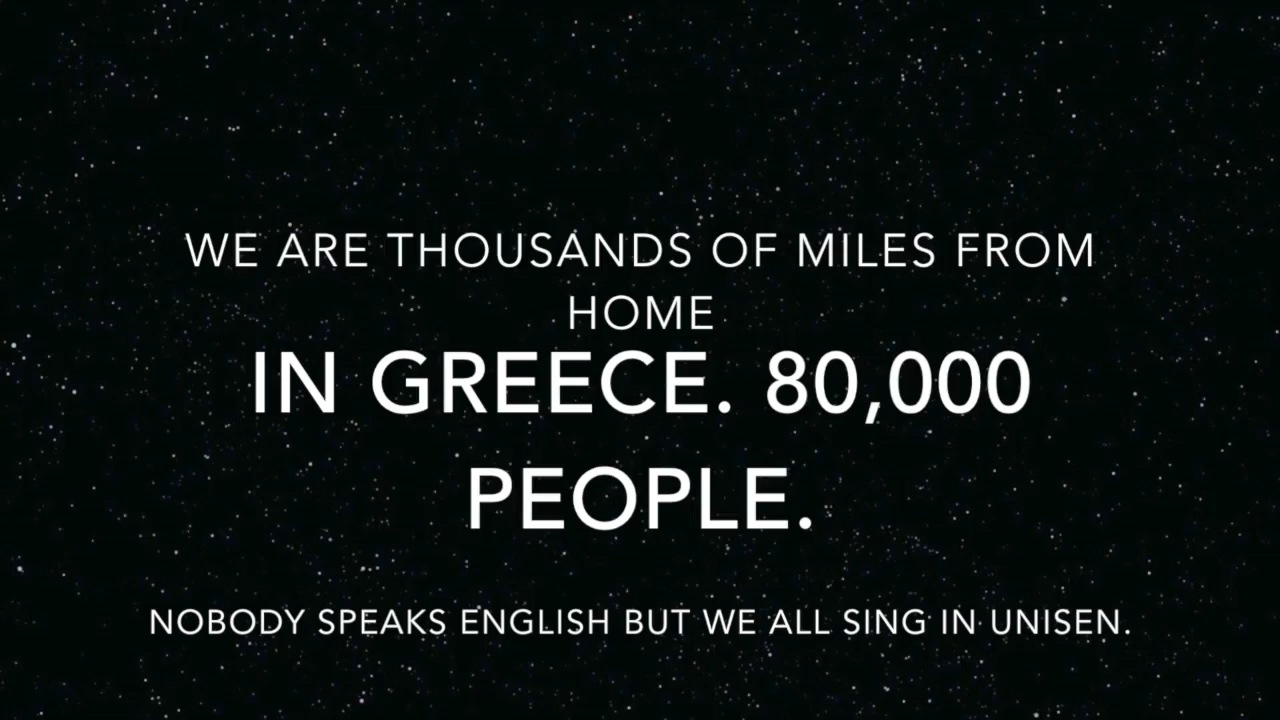 WE ARE THOUSANDS OF MILES FROM
HOME
IN GREECE. 80,000
PEOPLE.
NOBODY SPEAKS ENGLISH BUT WE ALL SING IN UNISEN.